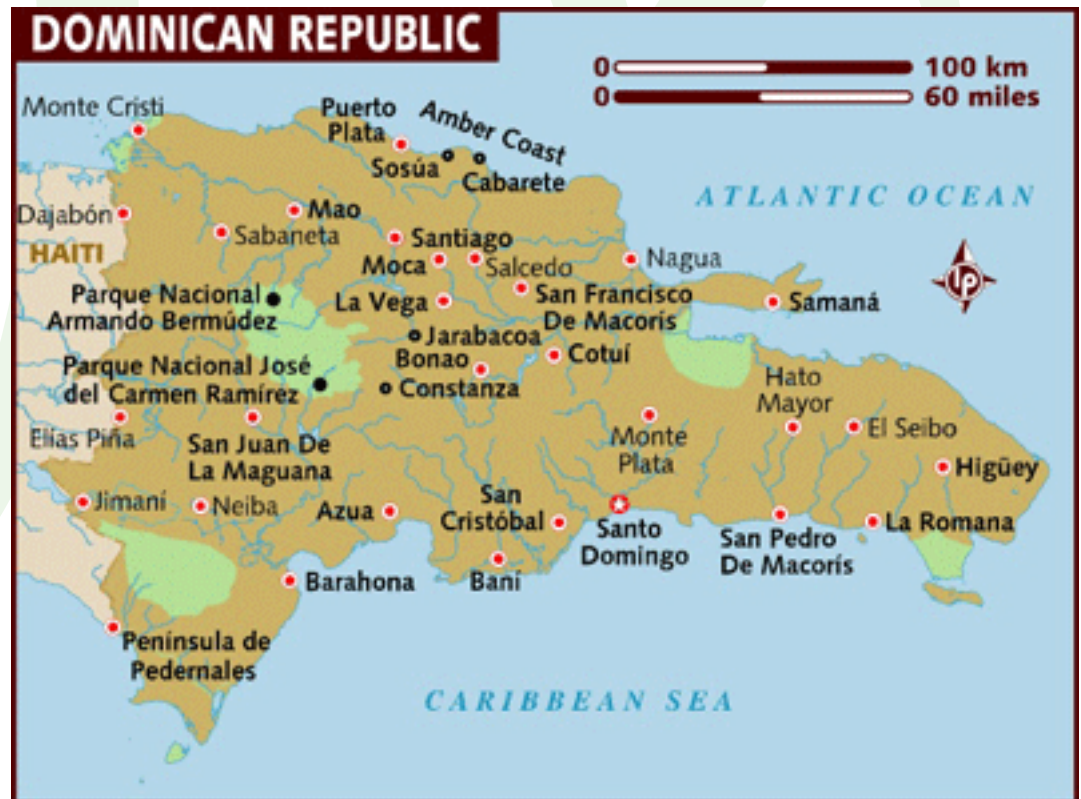 DOMINICAN REPUBLIC
0 100 km
0 60 miles
Monte Cristi
Puerto
Plata
Amber Coast
Sosúa
Cabarete
ATLANTIC OCEAN
Dajabón
Mao
Sabaneta
Santiago
HAITI
Moca
Salcedo
Nagua
Parque Nacional
Armando Bermúdez
La Vega
San Francisco
De Macorís
Samaná
lp
Jarabacoa
Bonao
Cotuí
Parque Nacional José
del Carmen Ramírez
Constanza
Hato
Mayor
Elías Piña
San Juan De
La Maguana
Monte
Plata
El Seibo
Higüey
Jimaní
Neiba
Azua
San
Cristóbal
Santo
Domingo
San Pedro
De Macorís
La Romana
Barahona
Baní
Península de
Pedernales
CARIBBEAN SEA